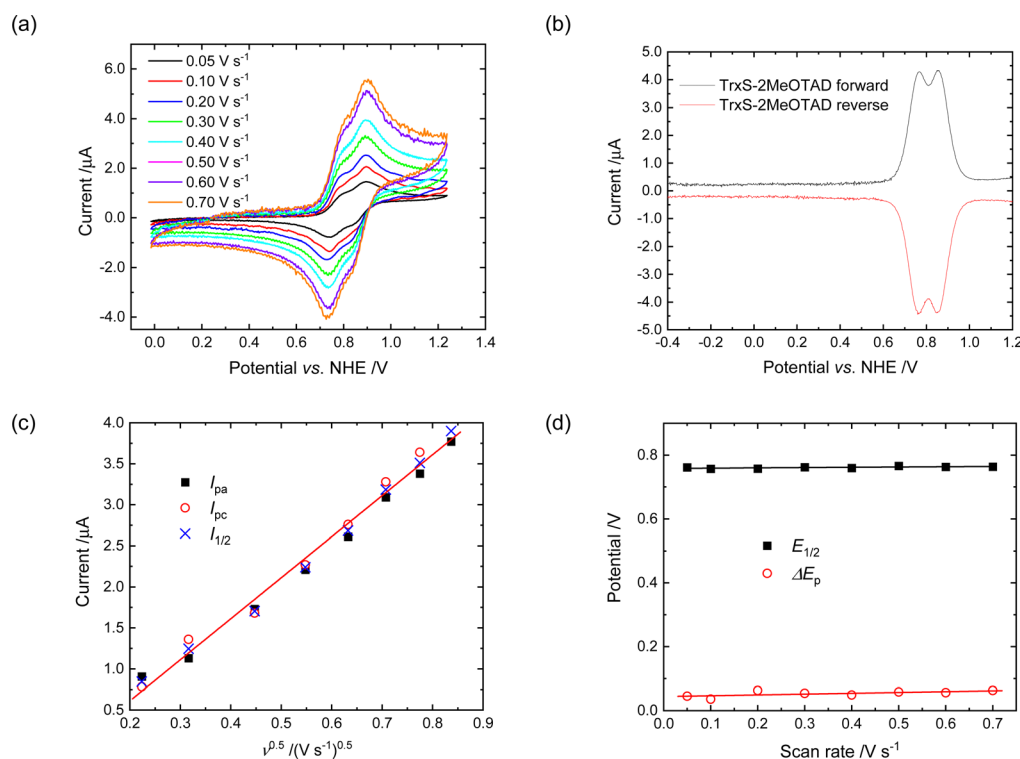 (a)
6.0
4.0
2.0
0.0
-2.0
-4.0
Current /µA
0.05 V s⁻¹
0.10 V s⁻¹
0.20 V s⁻¹
0.30 V s⁻¹
0.40 V s⁻¹
0.50 V s⁻¹
0.60 V s⁻¹
0.70 V s⁻¹
0.0 0.2 0.4 0.6 0.8 1.0 1.2 1.4
Potential vs. NHE /V
(b)
5.0
4.0
3.0
2.0
1.0
0.0
-1.0
-2.0
-3.0
-4.0
-5.0
Current /µA
TrxS-2MeOTAD forward
TrxS-2MeOTAD reverse
-0.4 -0.2 0.0 0.2 0.4 0.6 0.8 1.0 1.2
Potential vs. NHE /V
(c)
4.0
3.5
3.0
2.5
2.0
1.5
1.0
0.5
0.0
Current /µA
Ipa
Ipc
I1/2
0.2 0.3 0.4 0.5 0.6 0.7 0.8 0.9
v⁰·⁵ /(V s⁻¹)⁰·⁵
(d)
0.8
0.6
0.4
0.2
0.0
Potential /V
E1/2
ΔEp
0.0 0.1 0.2 0.3 0.4 0.5 0.6 0.7
Scan rate /V s⁻¹